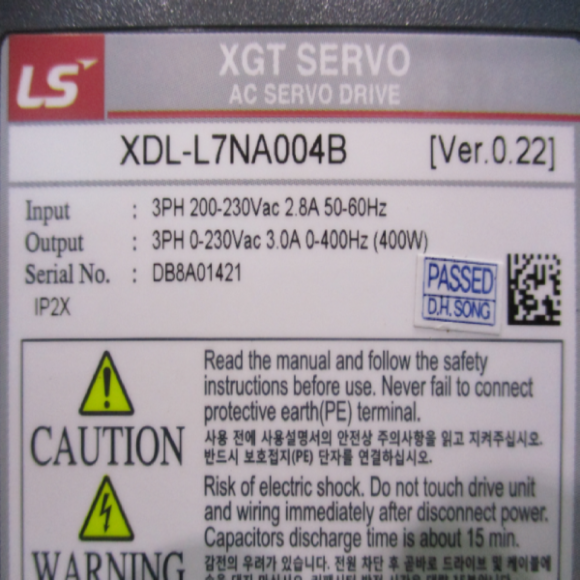 LS
XGT SERVO
AC SERVO DRIVE
XDL-L7NA004B [Ver.0.22]
Input : 3PH 200-230Vac 2.8A 50-60Hz
Output : 3PH 0-230Vac 3.0A 0-400Hz (400W)
Serial No. : DB8A01421
IP2X
PASSED
D.H.SONG
CAUTION
Read the manual and follow the safety
instructions before use. Never fail to connect
protective earth(PE) terminal.
사용 전에 사용설명서의 안전상 주의사항을 읽고 지켜주십시오.
반드시 보호접지(PE) 단자를 연결하십시오.
WARNING
Risk of electric shock. Do not touch drive unit
and wiring immediately after disconnect power.
Capacitors discharge time is about 15 min.
감전의 우려가 있습니다. 전원 차단 후 곧바로 드라이브 및 케이블에